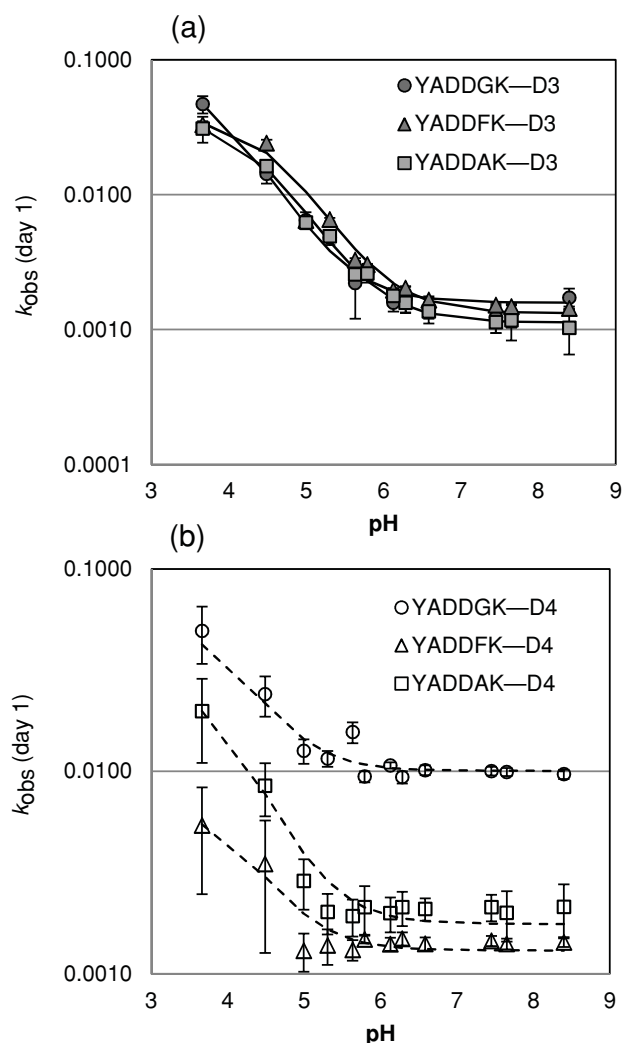 (a)
0.1000
0.0100
0.0010
0.0001
kobs (day 1)
YADDGK—D3
YADDFK—D3
YADDAK—D3
3 4 5 6 7 8 9
pH
(b)
0.1000
0.0100
0.0010
kobs (day 1)
YADDGK—D4
YADDFK—D4
YADDAK—D4
3 4 5 6 7 8 9
pH